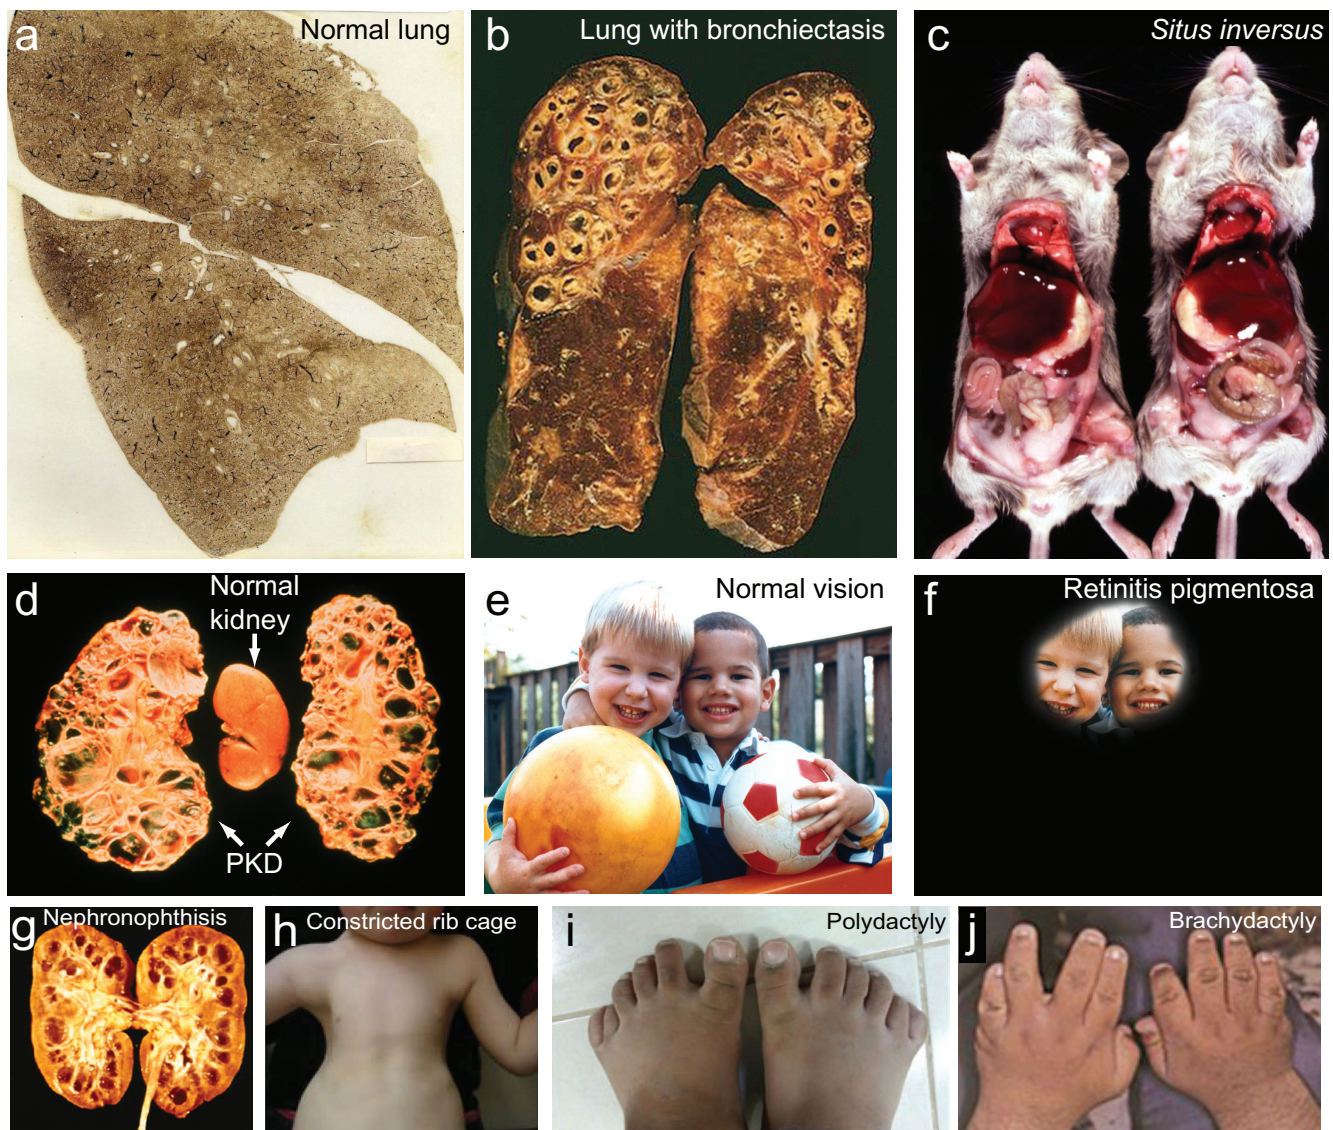 a Normal lung
b Lung with bronchiectasis
c Situs inversus
d Normal
kidney
PKD
e Normal vision
f Retinitis pigmentosa
g Nephronophthisis
h Constricted rib cage
i Polydactyly
j Brachydactyly